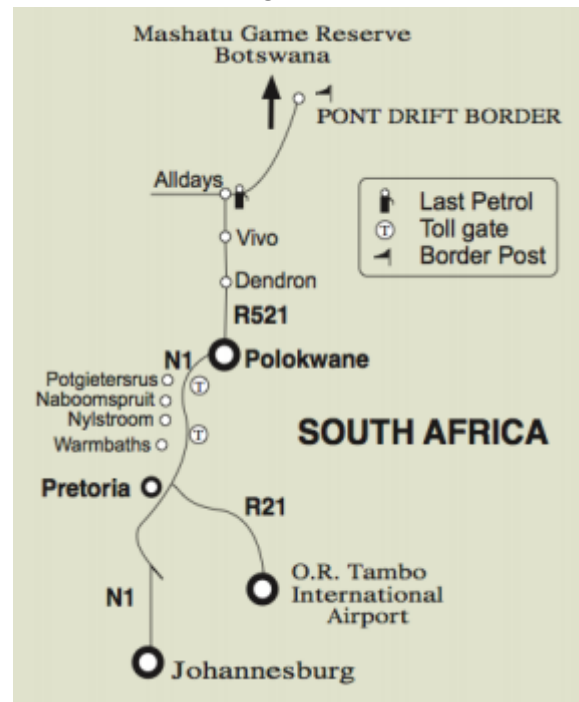 Mashatu Game Reserve
Botswana
PONT DRIFT BORDER
Alldays
Last Petrol
T Toll gate
Border Post
Vivo
Dendron
R521
N1
Polokwane
Potgietersrus
T
Naboomspruit
Nylstroom
T
Warmbaths
SOUTH AFRICA
Pretoria
R21
O.R. Tambo
International
Airport
N1
Johannesburg